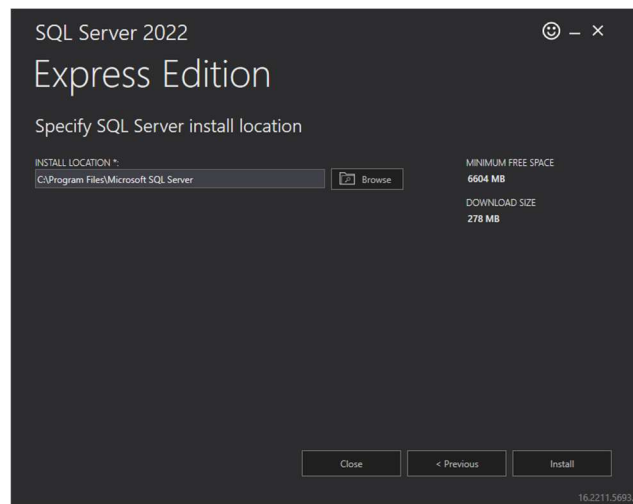 SQL Server 2022
Express Edition
Specify SQL Server install location
INSTALL LOCATION *:
C:\Program Files\Microsoft SQL Server
Browse
MINIMUM FREE SPACE
6604 MB
DOWNLOAD SIZE
278 MB
Close
< Previous
Install
16.2211.5693.